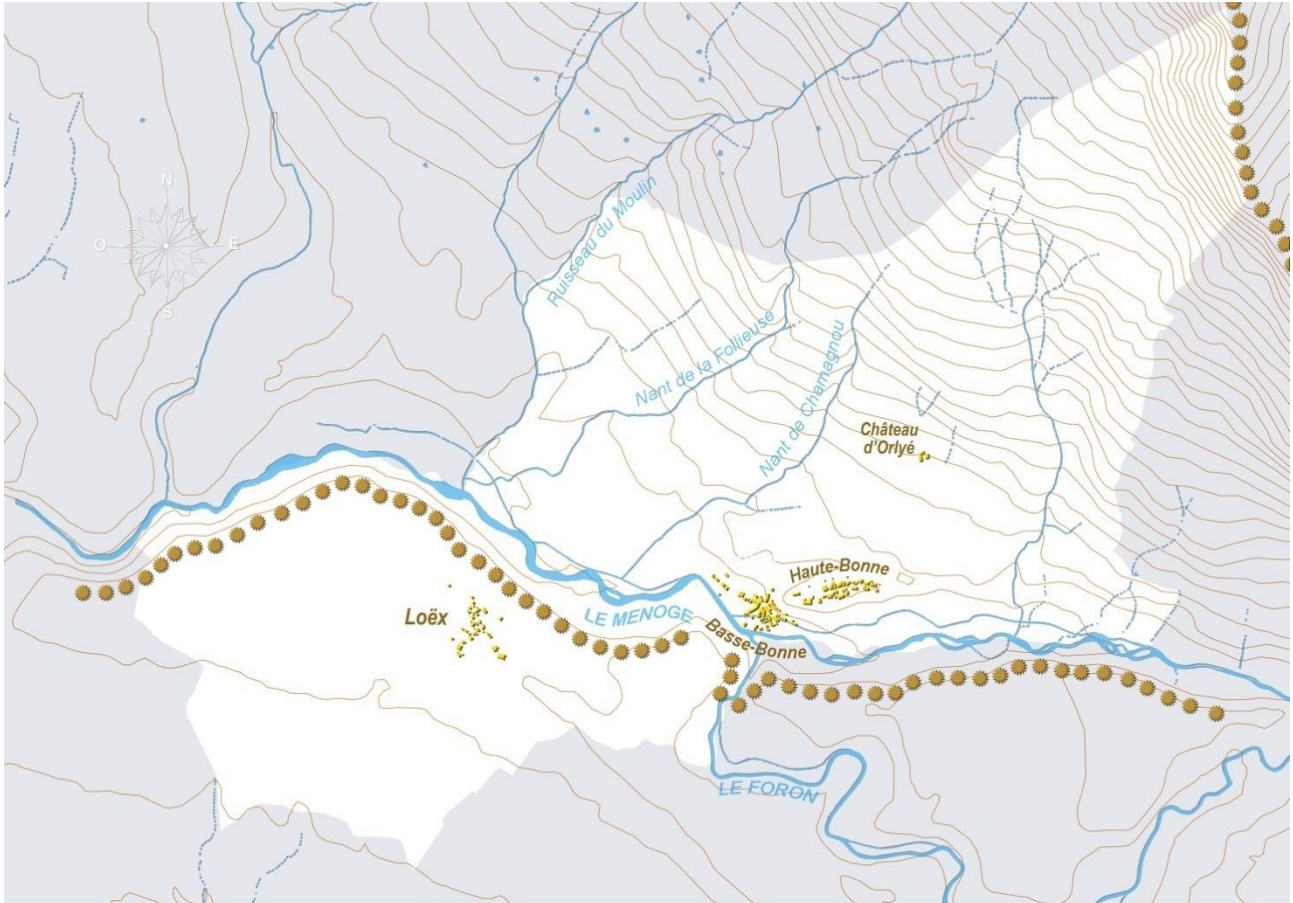 N
O
E
S
Ruisseau du Moulin
Nant de la Follieuse
Nant de Chamagnou
Château
d'Orlyé
Haute-Bonne
Loëx
LE MENOGE
Basse-Bonne
LE FORON